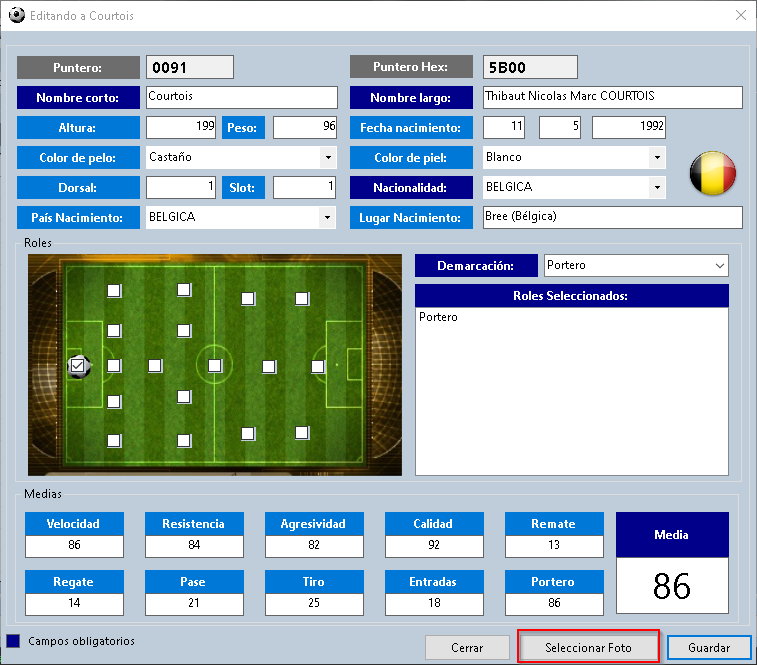 Editando a Courtois
Puntero: 0091 Puntero Hex: 5B00
Nombre corto: Courtois Nombre largo: Thibaut Nicolas Marc COURTOIS
Altura: 199 Peso: 96 Fecha nacimiento: 11 5 1992
Color de pelo: Castaño Color de piel: Blanco
Dorsal: 1 Slot: 1 Nacionalidad: BELGICA
País Nacimiento: BELGICA Lugar Nacimiento: Bree (Bélgica)
Roles
Demarcación: Portero
Roles Seleccionados:
Portero
Medias
Velocidad Resistencia Agresividad Calidad Remate
86 84 82 92 13
Media
86
Regate Pase Tiro Entradas Portero
14 21 25 18 86
Campos obligatorios
Cerrar Seleccionar Foto Guardar